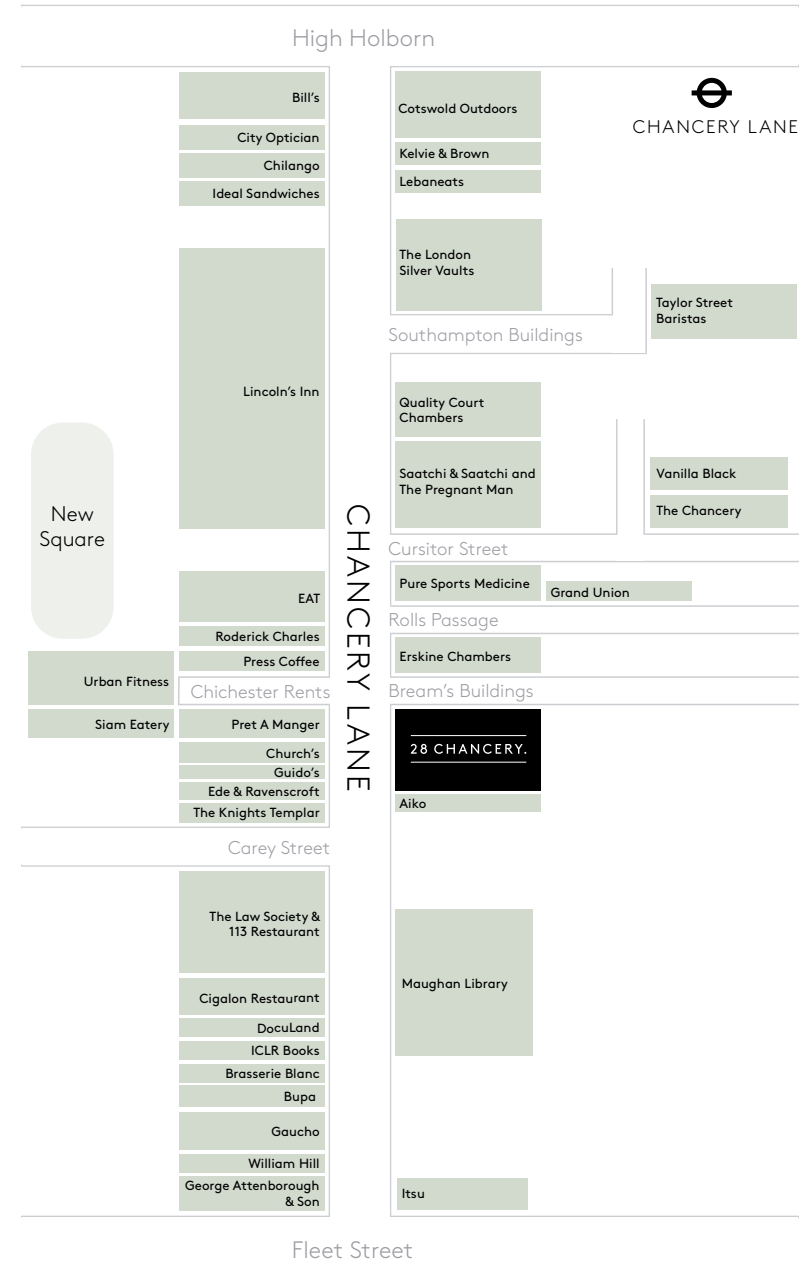 High Holborn
Bill’s
City Optician
Chilango
Ideal Sandwiches
Lincoln’s Inn
New
Square
EAT
Roderick Charles
Press Coffee
Urban Fitness
Chichester Rents
Siam Eatery
Pret A Manger
Church’s
Guido’s
Ede & Ravenscroft
The Knights Templar
Carey Street
The Law Society &
113 Restaurant
Cigalon Restaurant
DocuLand
ICLR Books
Brasserie Blanc
Bupa
Gaucho
William Hill
George Attenborough
& Son
CHANCERY LANE
Cotswold Outdoors
Kelvie & Brown
Lebaneats
The London
Silver Vaults
CHANCERY LANE
Taylor Street
Baristas
Southampton Buildings
Quality Court
Chambers
Saatchi & Saatchi and
The Pregnant Man
Vanilla Black
The Chancery
Cursitor Street
Pure Sports Medicine
Grand Union
Rolls Passage
Erskine Chambers
Bream’s Buildings
28 CHANCERY.
Aiko
Maughan Library
Itsu
Fleet Street